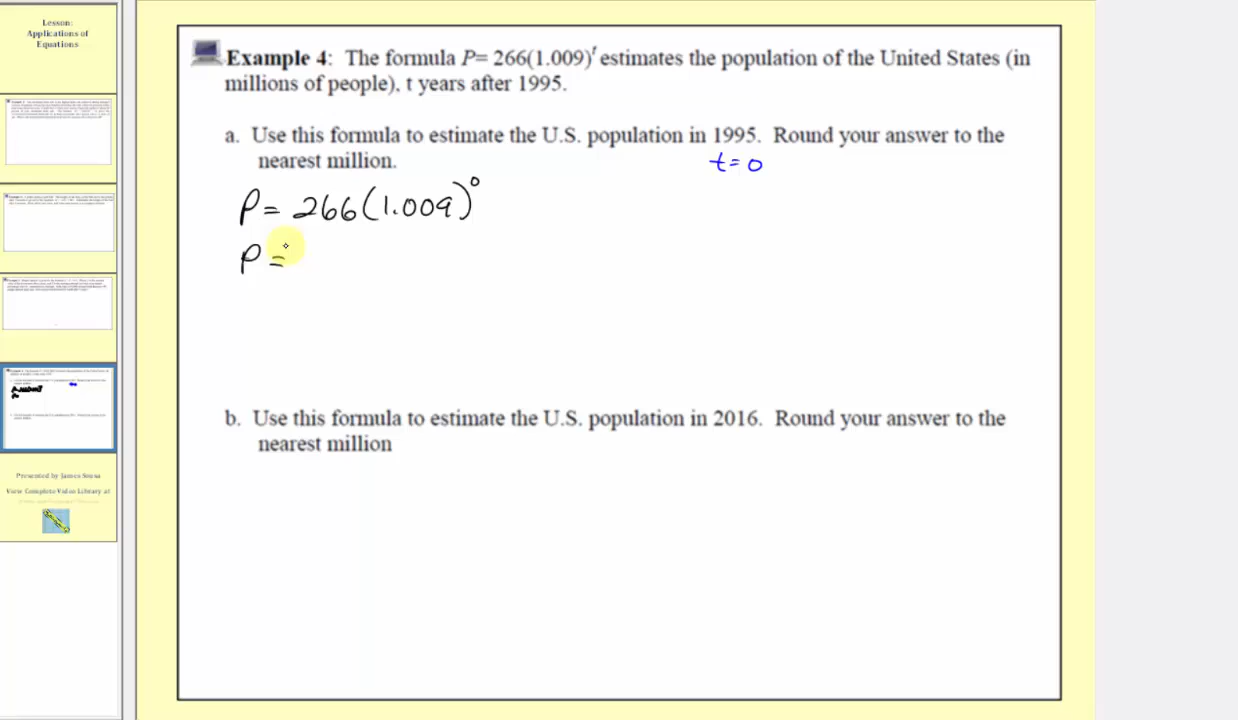 Lesson:
Applications of
Equations
Example 4: The formula P= 266(1.009)^t estimates the population of the United States (in
millions of people), t years after 1995.
a. Use this formula to estimate the U.S. population in 1995. Round your answer to the
nearest million.
t = 0
P = 266(1.009)^0
P =
b. Use this formula to estimate the U.S. population in 2016. Round your answer to the
nearest million
Presented by James Sousa
View Complete Video Library at